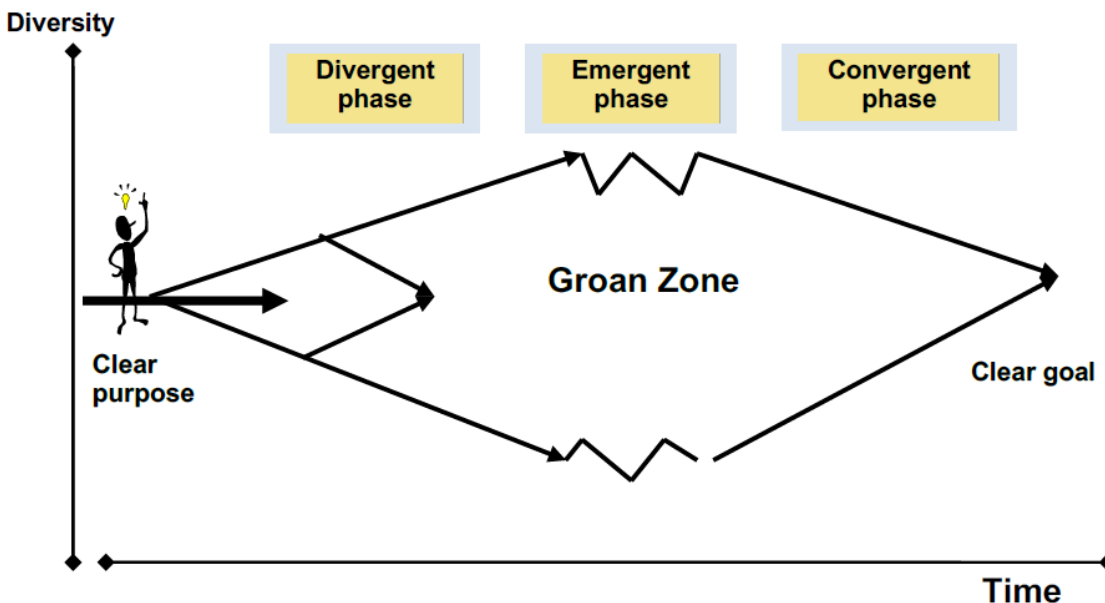 Diversity
Divergent
phase
Emergent
phase
Convergent
phase
Groan Zone
Clear
purpose
Clear goal
Time